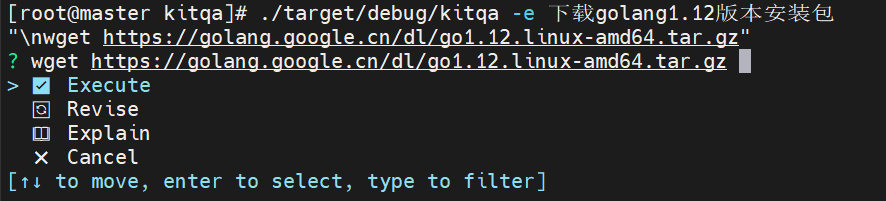 [root@master kitqa]# ./target/debug/kitqa -e 下载golang1.12版本安装包
"\nwget https://golang.google.cn/dl/go1.12.linux-amd64.tar.gz"
? wget https://golang.google.cn/dl/go1.12.linux-amd64.tar.gz
> ✅ Execute
🔄 Revise
📖 Explain
❌ Cancel
[↑↓ to move, enter to select, type to filter]